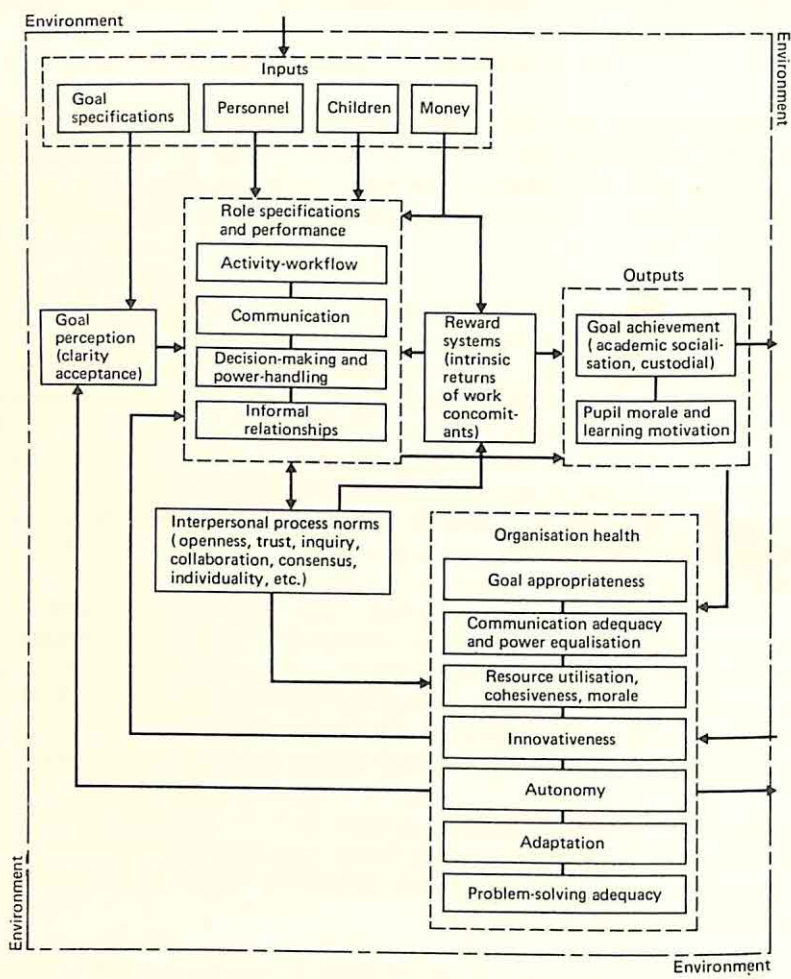 Environment
Environment
Inputs
Goal
specifications
Personnel
Children
Money
Role specifications
and performance
Activity-workflow
Communication
Decision-making and
power-handling
Informal
relationships
Goal
perception
(clarity
acceptance)
Reward
systems
(intrinsic
returns
of work
concomit-
ants)
Outputs
Goal achievement
(academic sociali-
sation, custodial)
Pupil morale and
learning motivation
Interpersonal process norms
(openness, trust, inquiry,
collaboration, consensus,
individuality, etc.)
Organisation health
Goal appropriateness
Communication adequacy
and power equalisation
Resource utilisation,
cohesiveness, morale
Innovativeness
Autonomy
Adaptation
Problem-solving adequacy
Environment
Environment